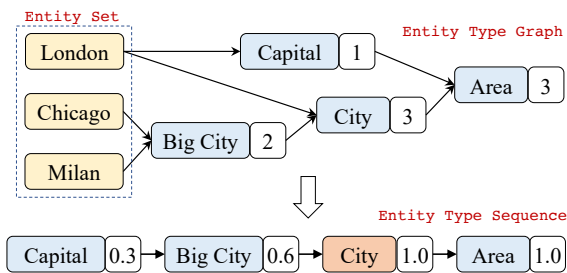 Entity Set
Entity Type Graph
London
Capital 1
Area 3
Chicago
City 3
Big City 2
Milan
Entity Type Sequence
Capital 0.3 Big City 0.6 City 1.0 Area 1.0